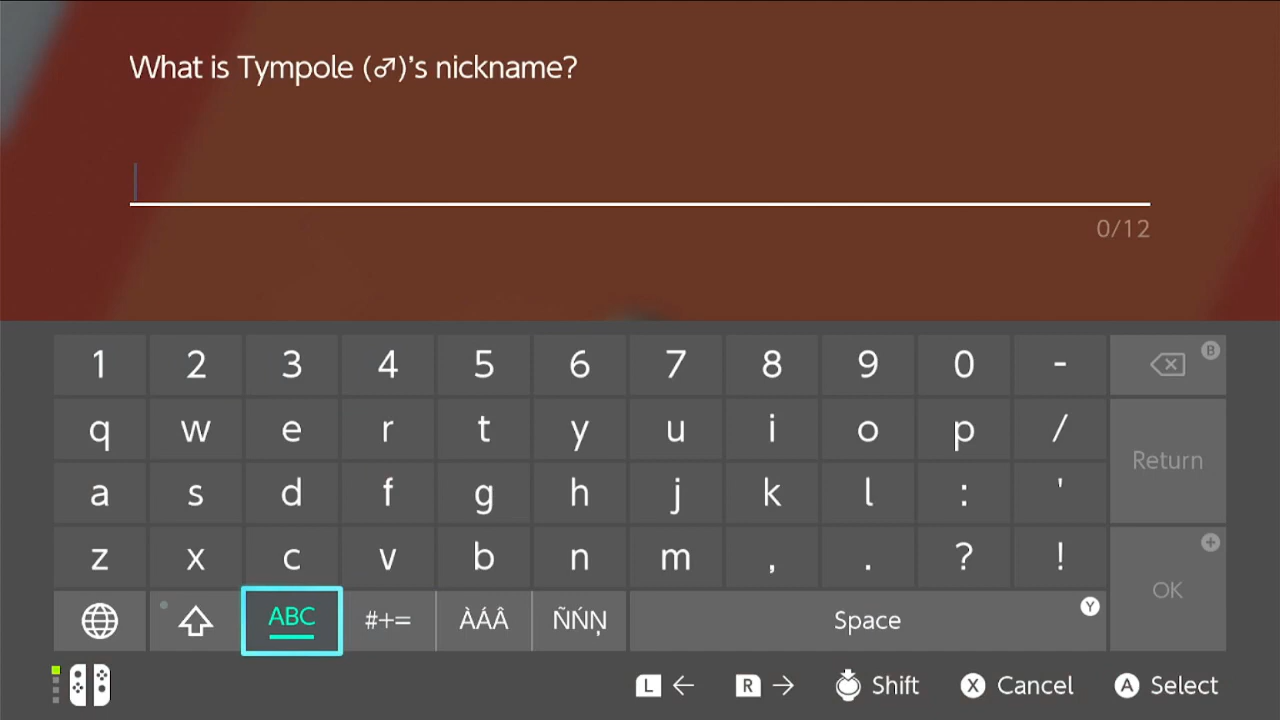 What is Tympole (♂)'s nickname?
0/12
1 2 3 4 5 6 7 8 9 0 - B
q w e r t y u i o p /
Return
a s d f g h j k l : '
z x c v b n m , . ? ! +
OK
ABC #+= ÀÁÂ ÑŃŅ Space Y
L ← R → Shift X Cancel A Select